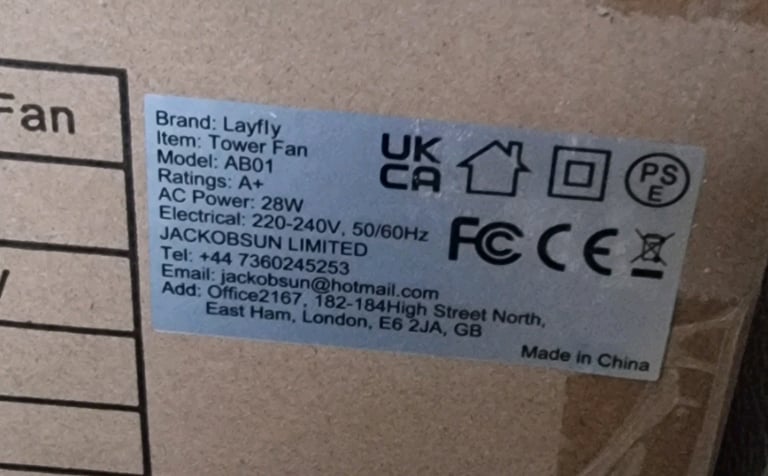 Fan
Brand: Layfly
Item: Tower Fan
Model: AB01
Ratings: A+
AC Power: 28W
Electrical: 220-240V, 50/60Hz
JACKOBSUN LIMITED
Tel: +44 7360245253
Email: jackobsun@hotmail.com
Add: Office2167, 182-184High Street North,
East Ham, London, E6 2JA, GB
UK
CA
PS
E
FC CE
Made in China